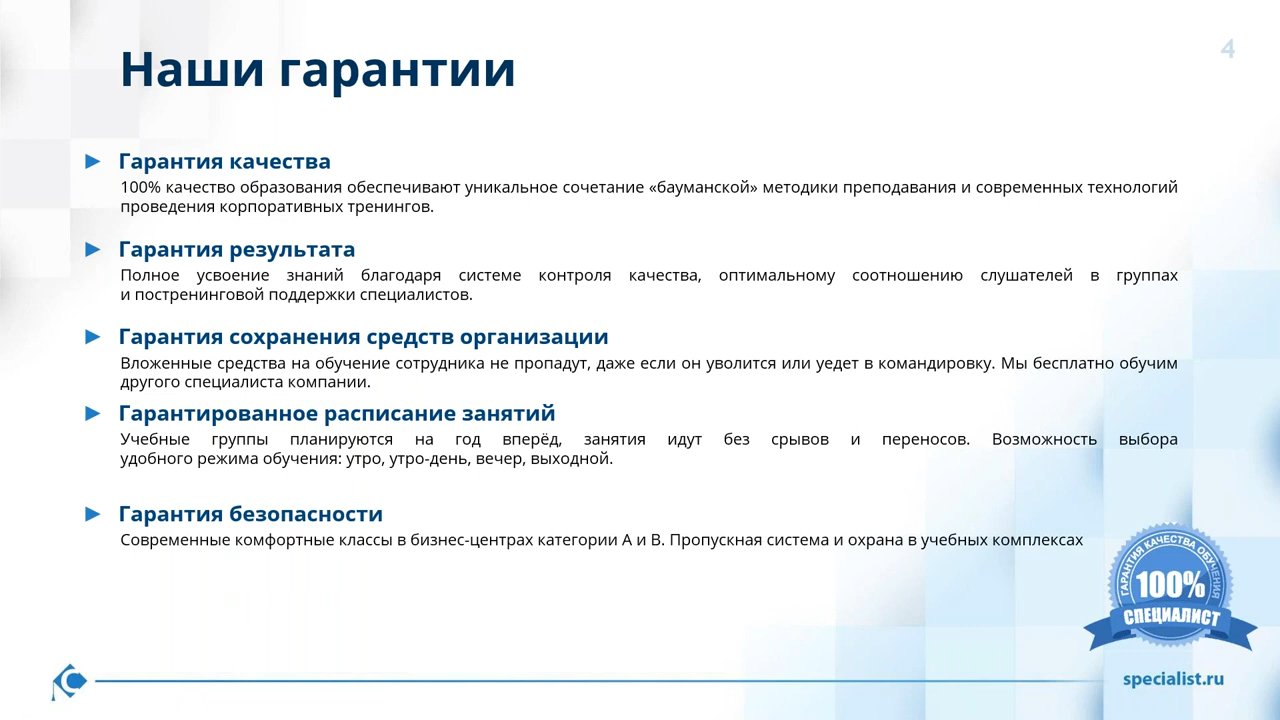 Наши гарантии
4
Гарантия качества
100% качество образования обеспечивают уникальное сочетание «бауманской» методики преподавания и современных технологий
проведения корпоративных тренингов.
Гарантия результата
Полное усвоение знаний благодаря системе контроля качества, оптимальному соотношению слушателей в группах
и постренинговой поддержки специалистов.
Гарантия сохранения средств организации
Вложенные средства на обучение сотрудника не пропадут, даже если он уволится или уедет в командировку. Мы бесплатно обучим
другого специалиста компании.
Гарантированное расписание занятий
Учебные группы планируются на год вперёд, занятия идут без срывов и переносов. Возможность выбора
удобного режима обучения: утро, утро-день, вечер, выходной.
Гарантия безопасности
Современные комфортные классы в бизнес-центрах категории А и В. Пропускная система и охрана в учебных комплексах
ГАРАНТИЯ КАЧЕСТВА ОБУЧЕНИЯ
100%
СПЕЦИАЛИСТ
specialist.ru